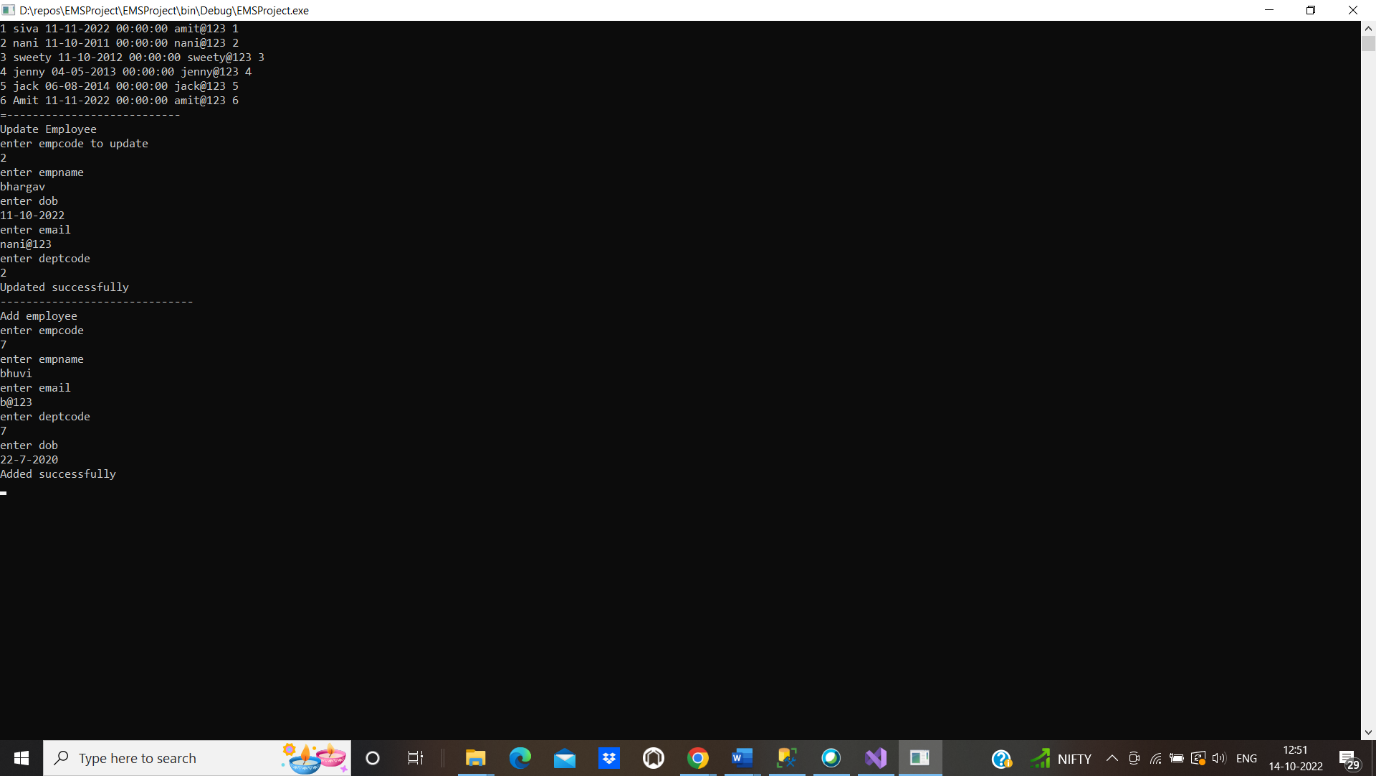 D:\repos\EMSProject\EMSProject\bin\Debug\EMSProject.exe
1 siva 11-11-2022 00:00:00 amit@123 1
2 nani 11-10-2011 00:00:00 nani@123 2
3 sweety 11-10-2012 00:00:00 sweety@123 3
4 jenny 04-05-2013 00:00:00 jenny@123 4
5 jack 06-08-2014 00:00:00 jack@123 5
6 Amit 11-11-2022 00:00:00 amit@123 6
=---------------------------
Update Employee
enter empcode to update
2
enter empname
bhargav
enter dob
11-10-2022
enter email
nani@123
enter deptcode
2
Updated successfully
------------------------------
Add employee
enter empcode
7
enter empname
bhuvi
enter email
b@123
enter deptcode
7
enter dob
22-7-2020
Added successfully
Type here to search
NIFTY
ENG
12:51
14-10-2022
29